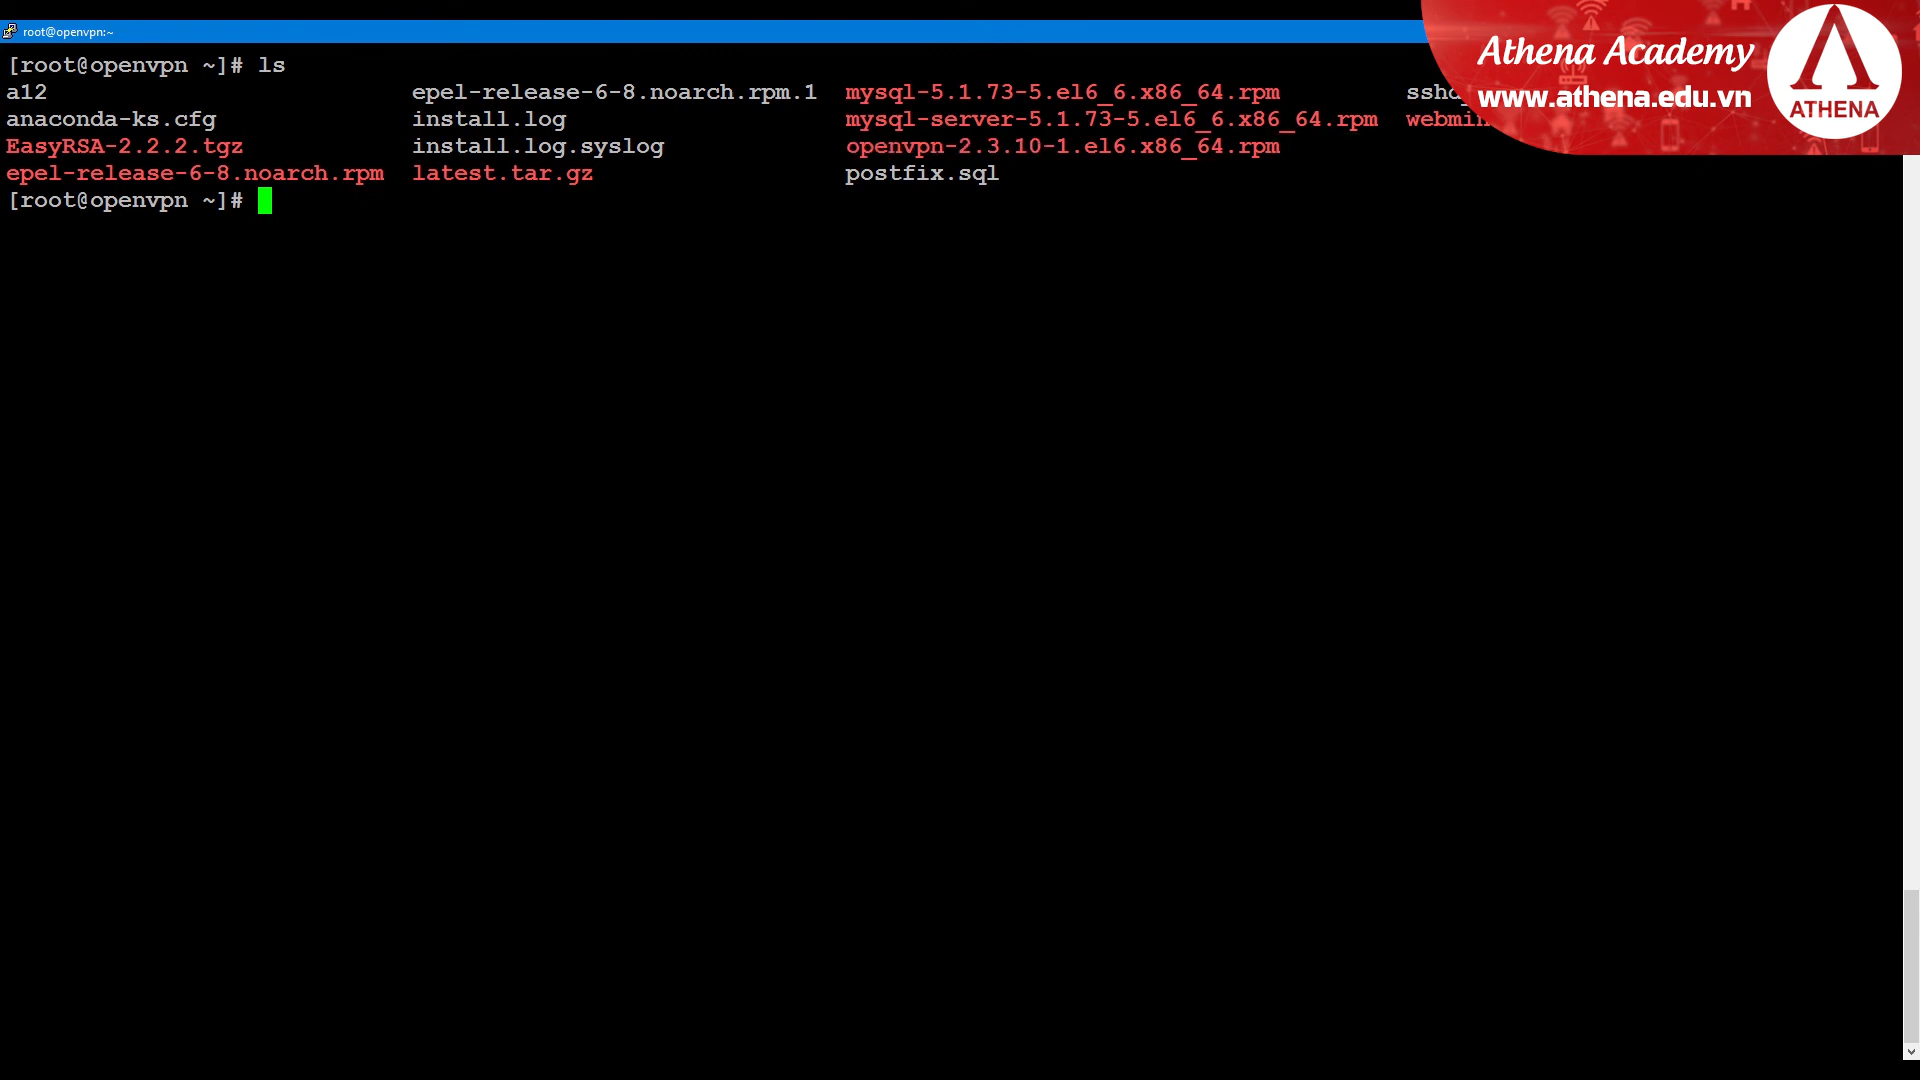 root@openvpn:~
Athena Academy
www.athena.edu.vn
ATHENA
[root@openvpn ~]# ls
a12 epel-release-6-8.noarch.rpm.1 mysql-5.1.73-5.el6_6.x86_64.rpm
anaconda-ks.cfg install.log mysql-server-5.1.73-5.el6_6.x86_64.rpm
EasyRSA-2.2.2.tgz install.log.syslog openvpn-2.3.10-1.el6.x86_64.rpm
epel-release-6-8.noarch.rpm latest.tar.gz postfix.sql
[root@openvpn ~]#